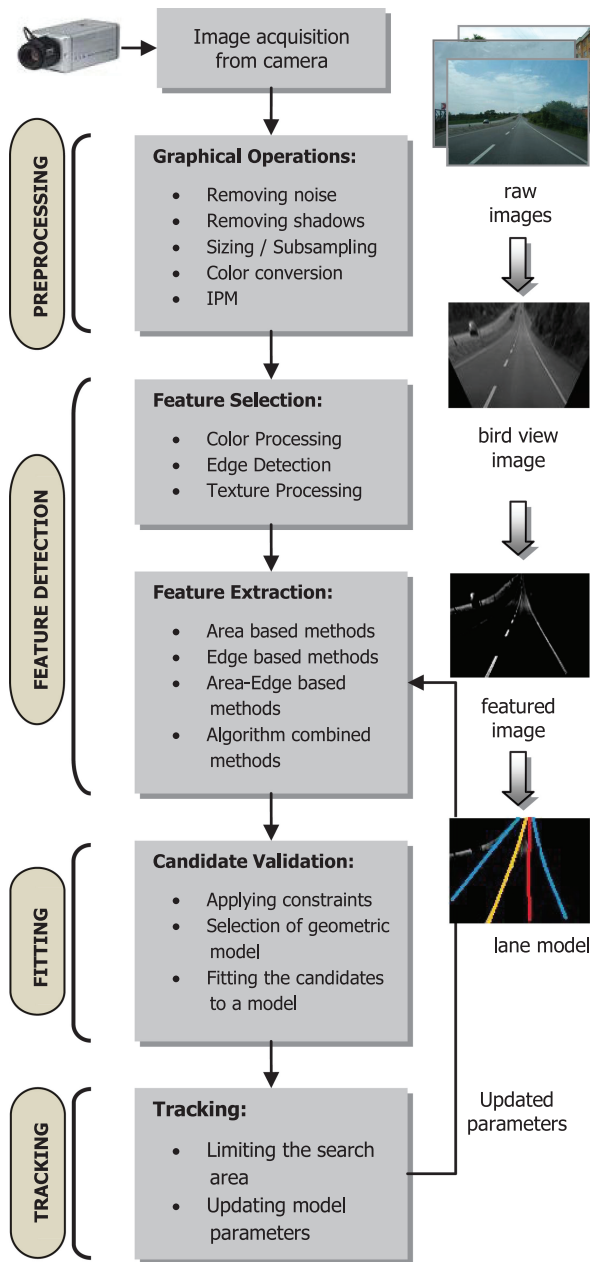 Image acquisition
from camera
PREPROCESSING
Graphical Operations:
• Removing noise
• Removing shadows
• Sizing / Subsampling
• Color conversion
• IPM
raw
images
FEATURE DETECTION
Feature Selection:
• Color Processing
• Edge Detection
• Texture Processing
bird view
image
Feature Extraction:
• Area based methods
• Edge based methods
• Area-Edge based
methods
• Algorithm combined
methods
featured
image
FITTING
Candidate Validation:
• Applying constraints
• Selection of geometric
model
• Fitting the candidates
to a model
lane model
TRACKING
Tracking:
• Limiting the search
area
• Updating model
parameters
Updated
parameters